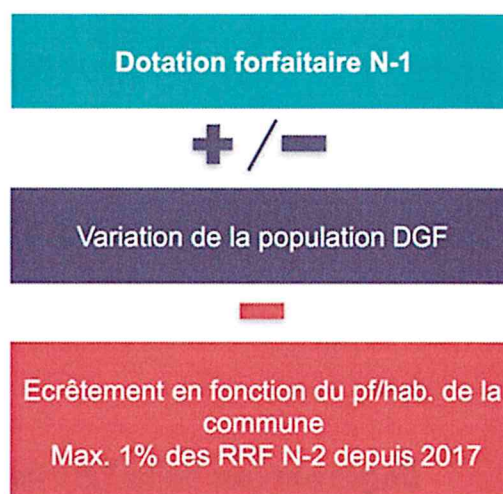 Dotation forfaitaire N-1
+/-
Variation de la population DGF
-
Ecrêtement en fonction du pf/hab. de la
commune
Max. 1% des RRF N-2 depuis 2017